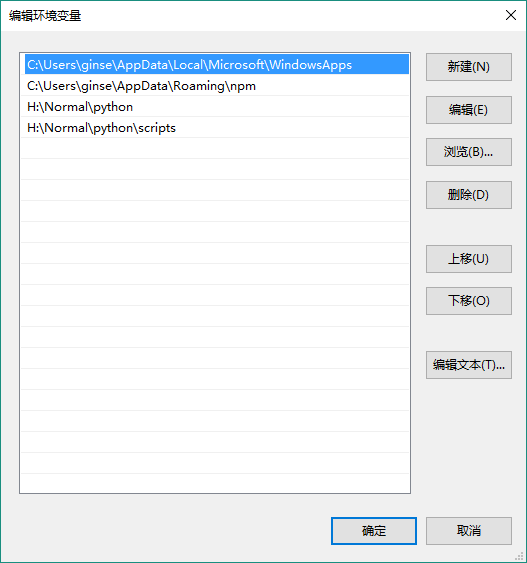 编辑环境变量
C:\Users\ginse\AppData\Local\Microsoft\WindowsApps
C:\Users\ginse\AppData\Roaming\npm
H:\Normal\python
H:\Normal\python\scripts
新建(N)
编辑(E)
浏览(B)...
删除(D)
上移(U)
下移(O)
编辑文本(T)...
确定
取消